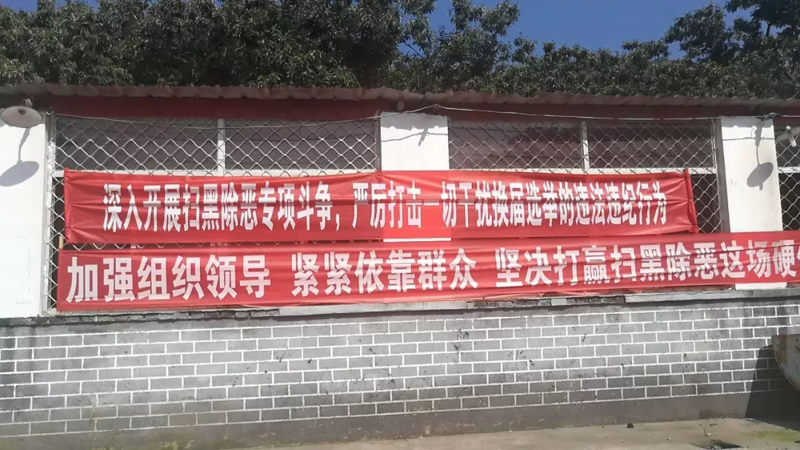 深入开展扫黑除恶专项斗争，严厉打击一切干扰换届选举的违法违纪行为
加强组织领导 紧紧依靠群众 坚决打赢扫黑除恶这场硬